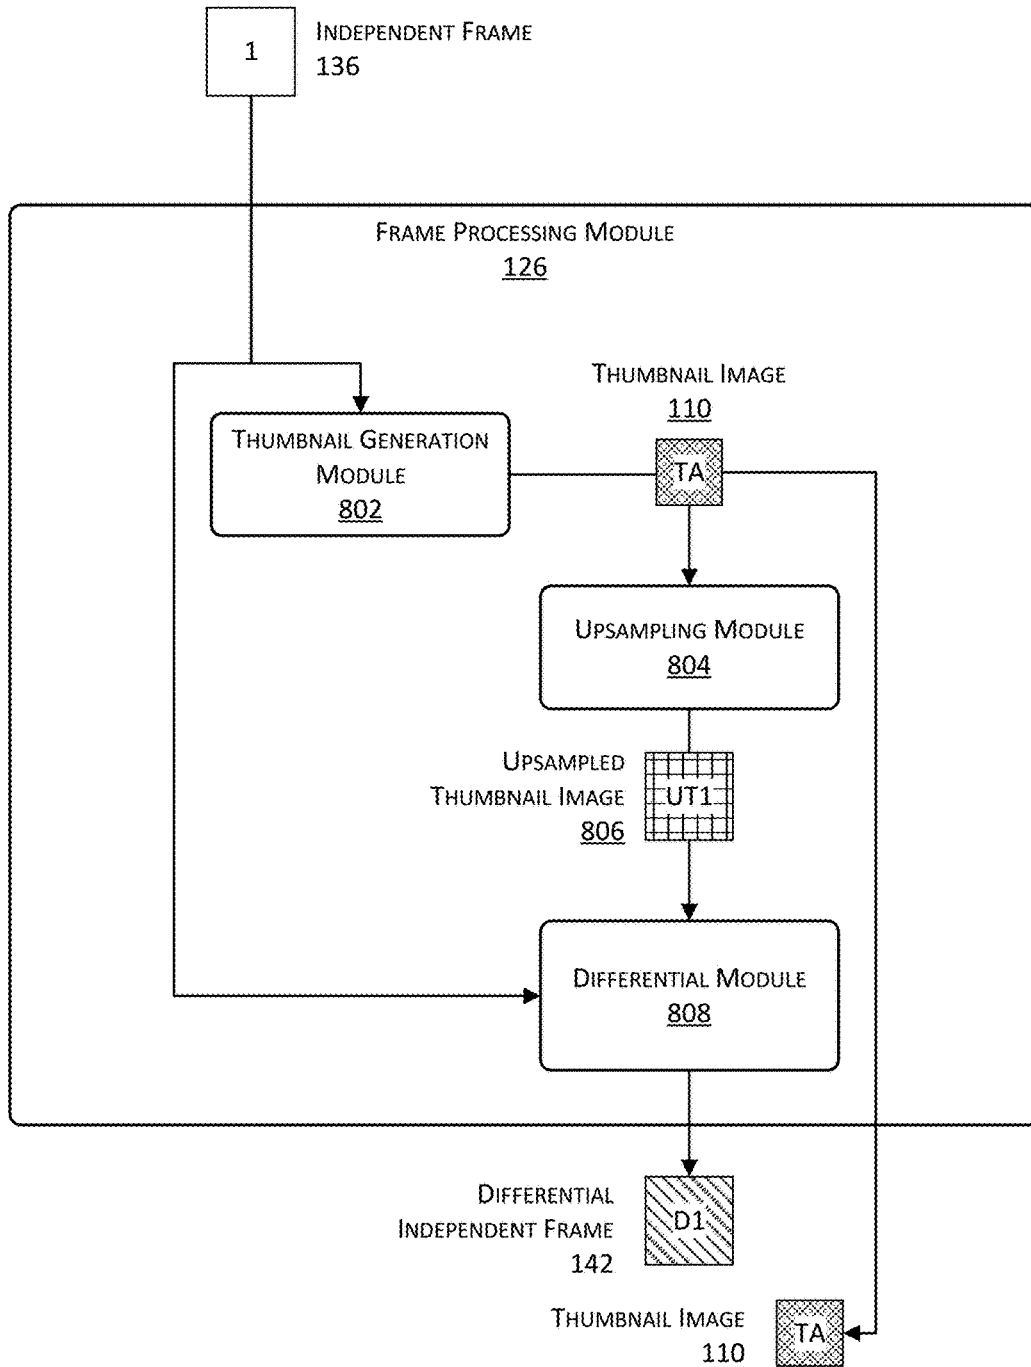 1
INDEPENDENT FRAME
136
FRAME PROCESSING MODULE
126
THUMBNAIL IMAGE
110
THUMBNAIL GENERATION
MODULE
802
TA
UPSAMPLING MODULE
804
UPSAMPLED
THUMBNAIL IMAGE
806
UT1
DIFFERENTIAL MODULE
808
DIFFERENTIAL
INDEPENDENT FRAME
142
D1
THUMBNAIL IMAGE
110
TA